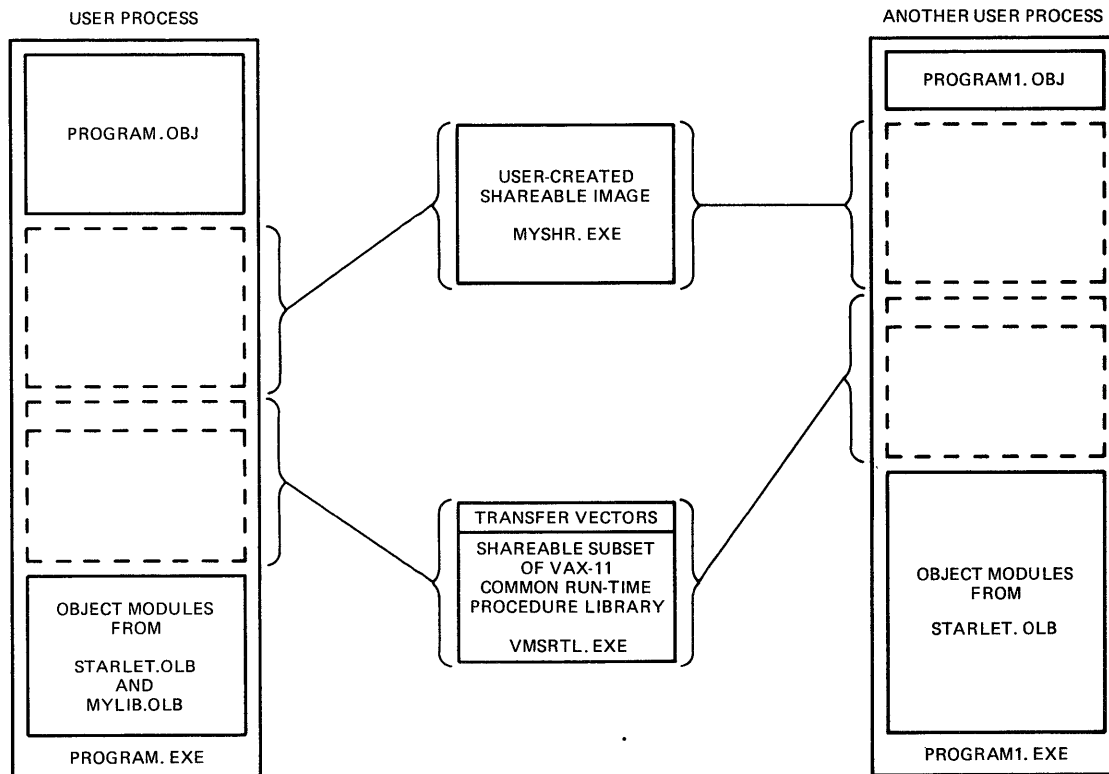 USER PROCESS
PROGRAM.OBJ
OBJECT MODULES
FROM
STARLET.OLB
AND
MYLIB.OLB
PROGRAM. EXE
USER-CREATED
SHAREABLE IMAGE
MYSHR. EXE
TRANSFER VECTORS
SHAREABLE SUBSET
OF VAX-11
COMMON RUN-TIME
PROCEDURE LIBRARY
VMSRTL. EXE
ANOTHER USER PROCESS
PROGRAM1. OBJ
OBJECT MODULES
FROM
STARLET. OLB
PROGRAM1. EXE